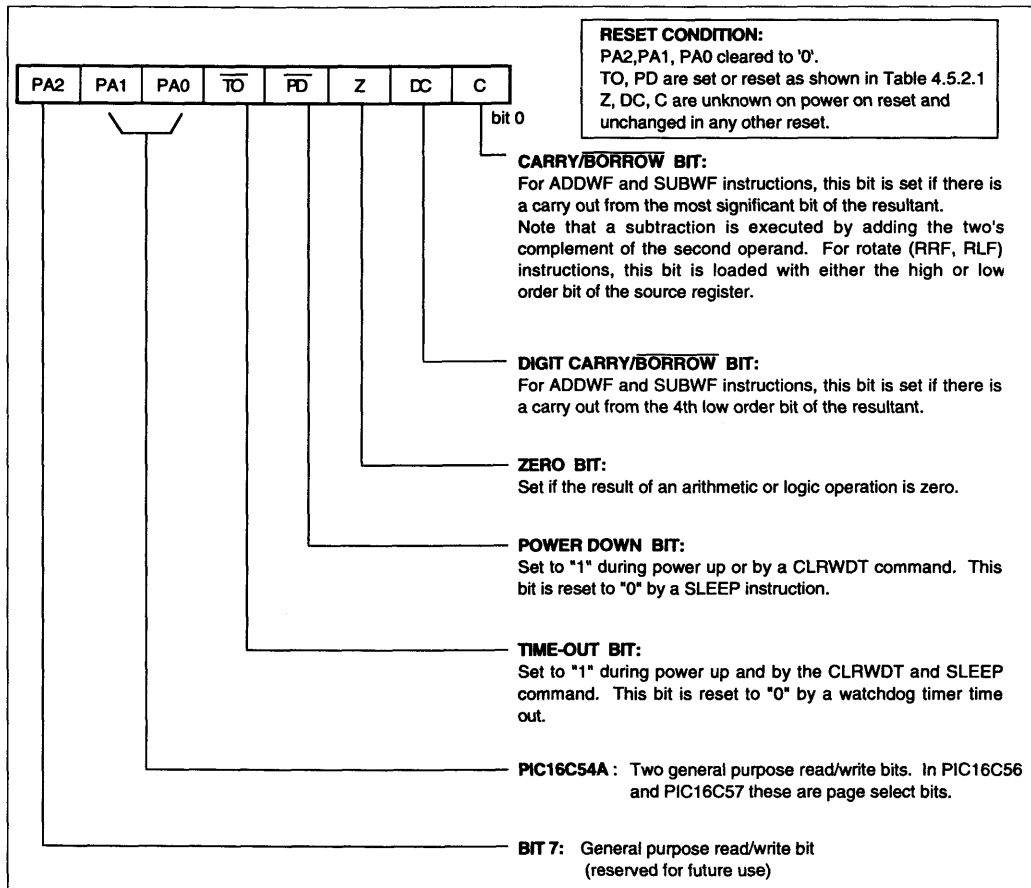 RESET CONDITION:
PA2,PA1, PA0 cleared to '0'.
TO, PD are set or reset as shown in Table 4.5.2.1
Z, DC, C are unknown on power on reset and
unchanged in any other reset.
PA2 PA1 PA0 T̅O̅ P̅D̅ Z DC C
bit 0
CARRY/B̅O̅R̅R̅O̅W̅ BIT:
For ADDWF and SUBWF instructions, this bit is set if there is
a carry out from the most significant bit of the resultant.
Note that a subtraction is executed by adding the two's
complement of the second operand. For rotate (RRF, RLF)
instructions, this bit is loaded with either the high or low
order bit of the source register.
DIGIT CARRY/B̅O̅R̅R̅O̅W̅ BIT:
For ADDWF and SUBWF instructions, this bit is set if there is
a carry out from the 4th low order bit of the resultant.
ZERO BIT:
Set if the result of an arithmetic or logic operation is zero.
POWER DOWN BIT:
Set to "1" during power up or by a CLRWDT command. This
bit is reset to "0" by a SLEEP instruction.
TIME-OUT BIT:
Set to "1" during power up and by the CLRWDT and SLEEP
command. This bit is reset to "0" by a watchdog timer time
out.
PIC16C54A : Two general purpose read/write bits. In PIC16C56
and PIC16C57 these are page select bits.
BIT 7: General purpose read/write bit
(reserved for future use)